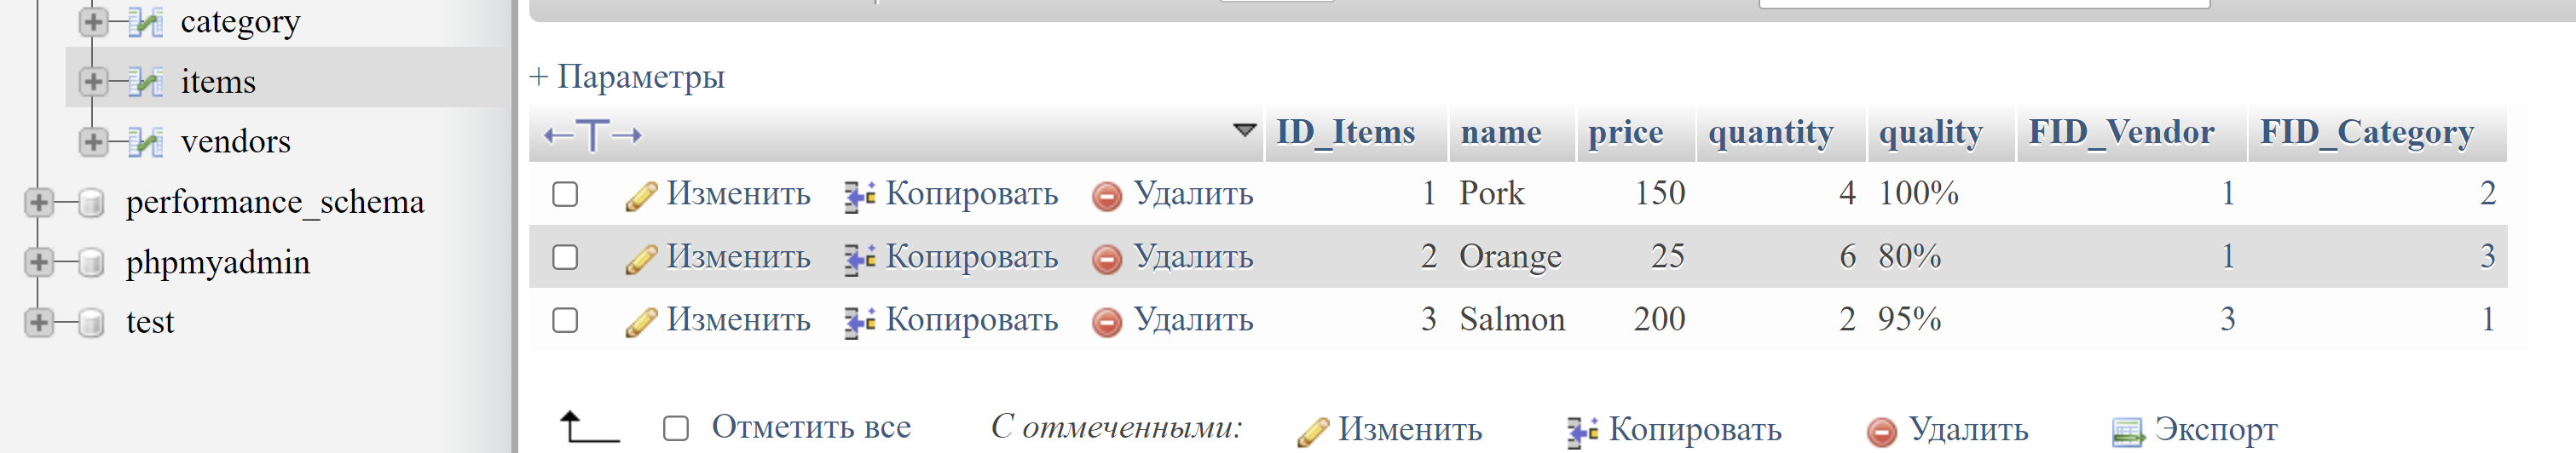 category
items
vendors
performance_schema
phpmyadmin
test
+ Параметры
ID_Items name price quantity quality FID_Vendor FID_Category
Изменить Копировать Удалить 1 Pork 150 4 100% 1 2
Изменить Копировать Удалить 2 Orange 25 6 80% 1 3
Изменить Копировать Удалить 3 Salmon 200 2 95% 3 1
Отметить все С отмеченными: Изменить Копировать Удалить Экспорт